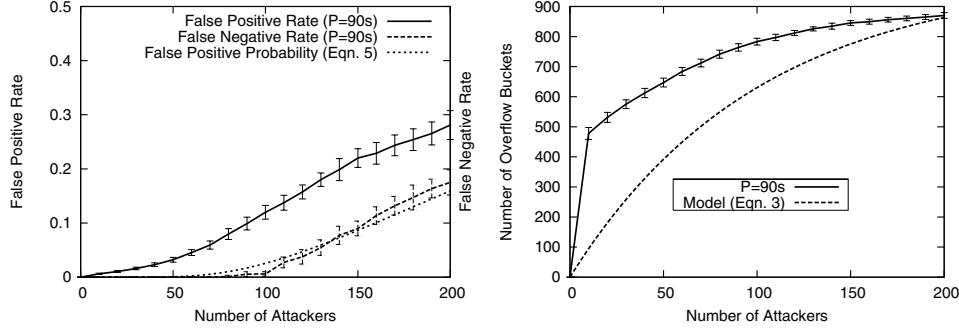 False Positive Rate (P=90s)
False Negative Rate (P=90s)
False Positive Probability (Eqn. 5)
0.5
0.4
0.3
0.2
0.1
0
False Positive Rate
False Negative Rate
0 50 100 150 200
Number of Attackers
900
800
700
600
500
400
300
200
100
0
Number of Overflow Buckets
P=90s
Model (Eqn. 3)
0 50 100 150 200
Number of Attackers